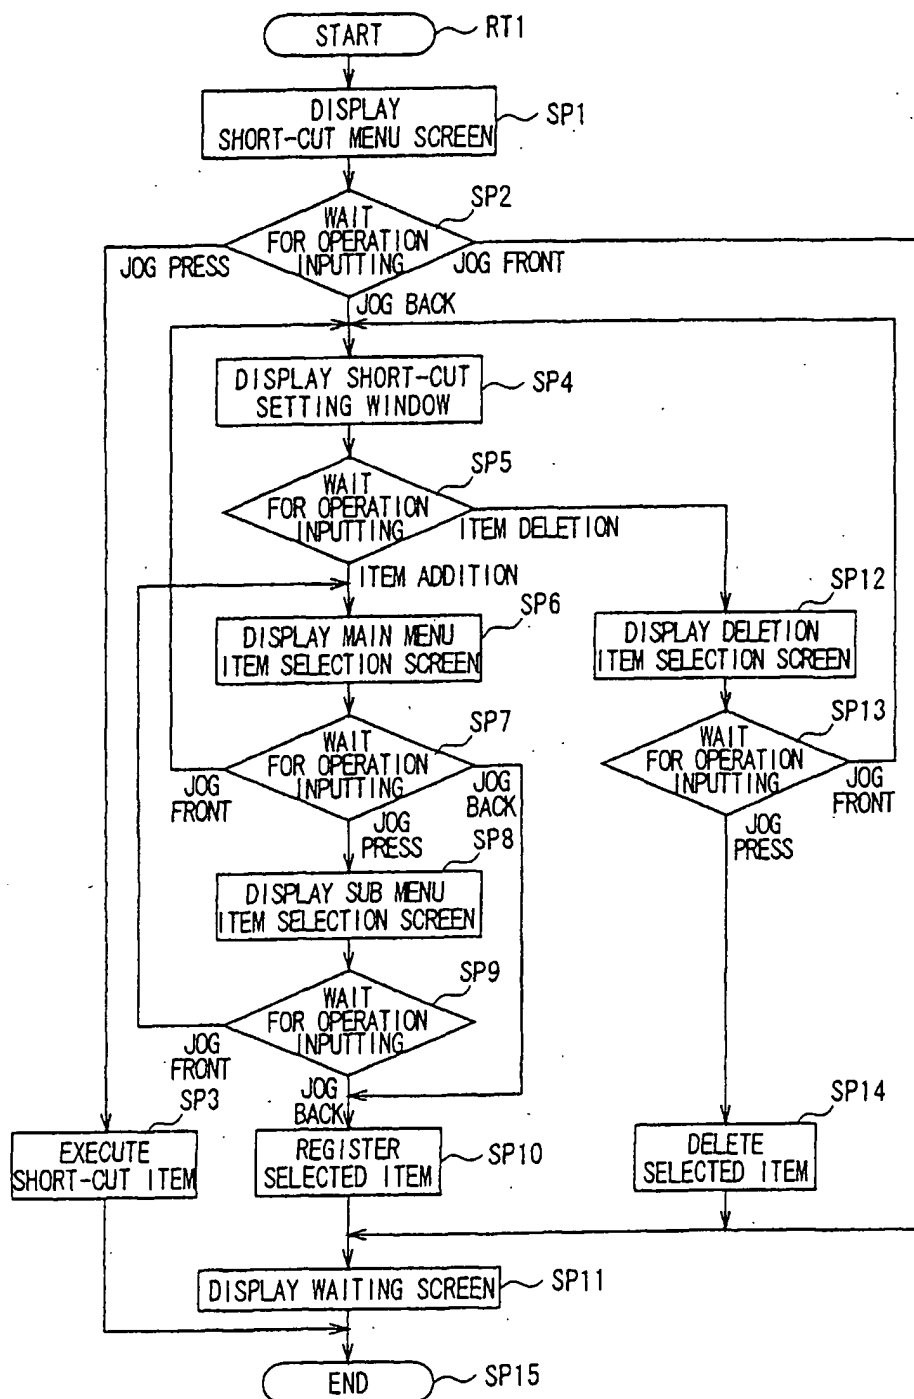 START
RT1
DISPLAY
SHORT-CUT MENU SCREEN
SP1
SP2
WAIT
FOR OPERATION
INPUTTING
JOG PRESS
JOG FRONT
JOG BACK
DISPLAY SHORT-CUT
SETTING WINDOW
SP4
SP5
WAIT
FOR OPERATION
INPUTTING
ITEM DELETION
ITEM ADDITION
SP6
DISPLAY MAIN MENU
ITEM SELECTION SCREEN
SP12
DISPLAY DELETION
ITEM SELECTION SCREEN
SP7
WAIT
FOR OPERATION
INPUTTING
JOG
FRONT
JOG
BACK
JOG
PRESS
SP13
WAIT
FOR OPERATION
INPUTTING
JOG
FRONT
JOG
PRESS
SP8
DISPLAY SUB MENU
ITEM SELECTION SCREEN
SP9
WAIT
FOR OPERATION
INPUTTING
JOG
FRONT
JOG
BACK
SP3
EXECUTE
SHORT-CUT ITEM
REGISTER
SELECTED ITEM
SP10
SP14
DELETE
SELECTED ITEM
DISPLAY WAITING SCREEN
SP11
END
SP15